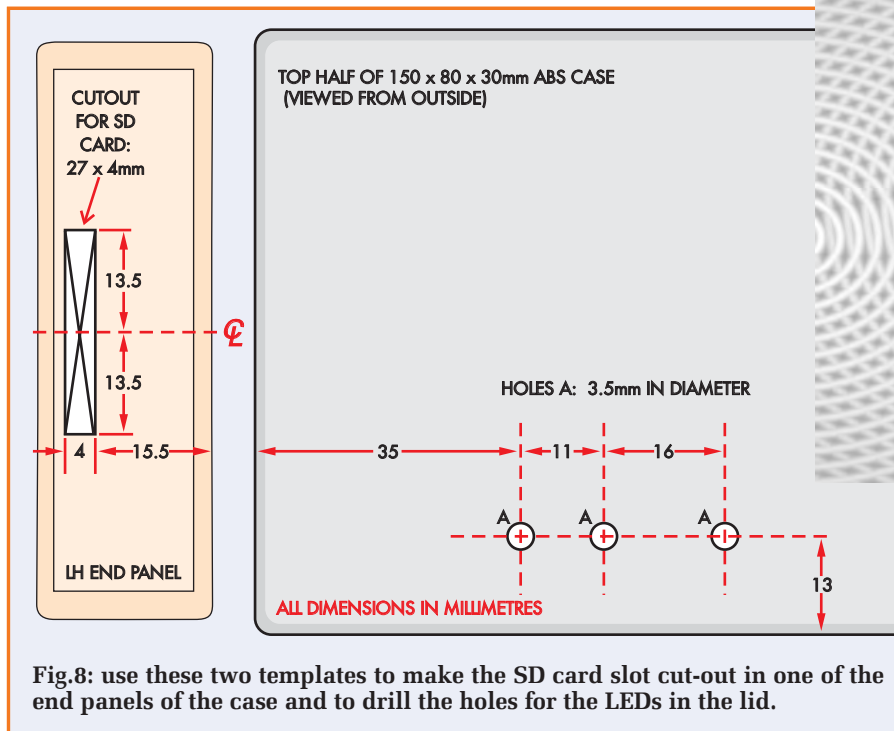 CUTOUT
FOR SD
CARD:
27 x 4mm
13.5
13.5
4
15.5
LH END PANEL
℄
TOP HALF OF 150 x 80 x 30mm ABS CASE
(VIEWED FROM OUTSIDE)
HOLES A: 3.5mm IN DIAMETER
35
11
16
A
A
A
13
ALL DIMENSIONS IN MILLIMETRES
Fig.8: use these two templates to make the SD card slot cut-out in one of the
end panels of the case and to drill the holes for the LEDs in the lid.